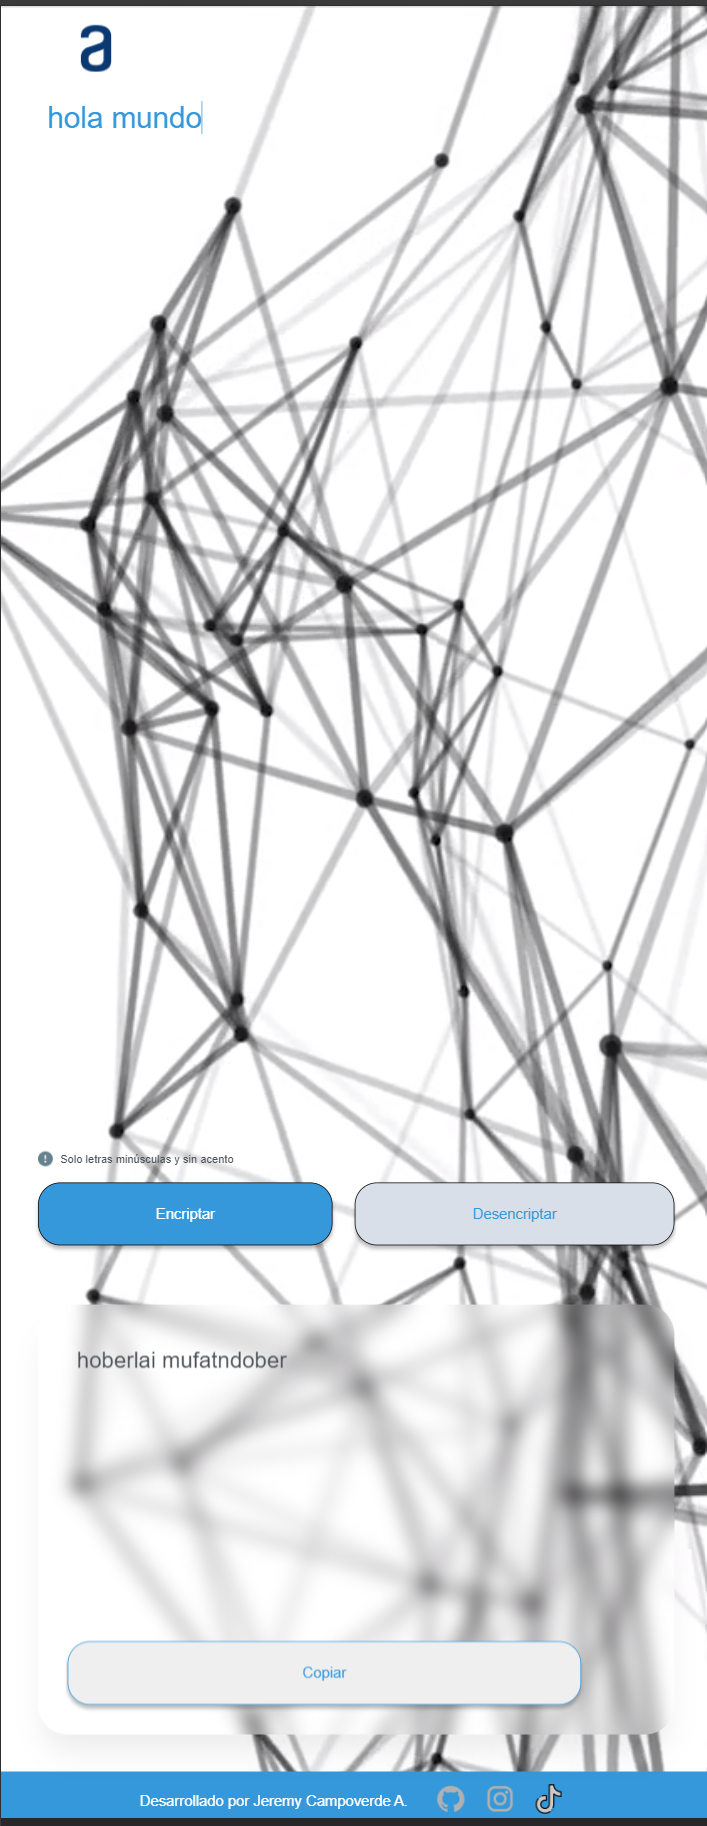 a
hola mundo
Solo letras minúsculas y sin acento
Encriptar
Desencriptar
hoberlai mufatndober
Copiar
Desarrollado por Jeremy Campoverde A.